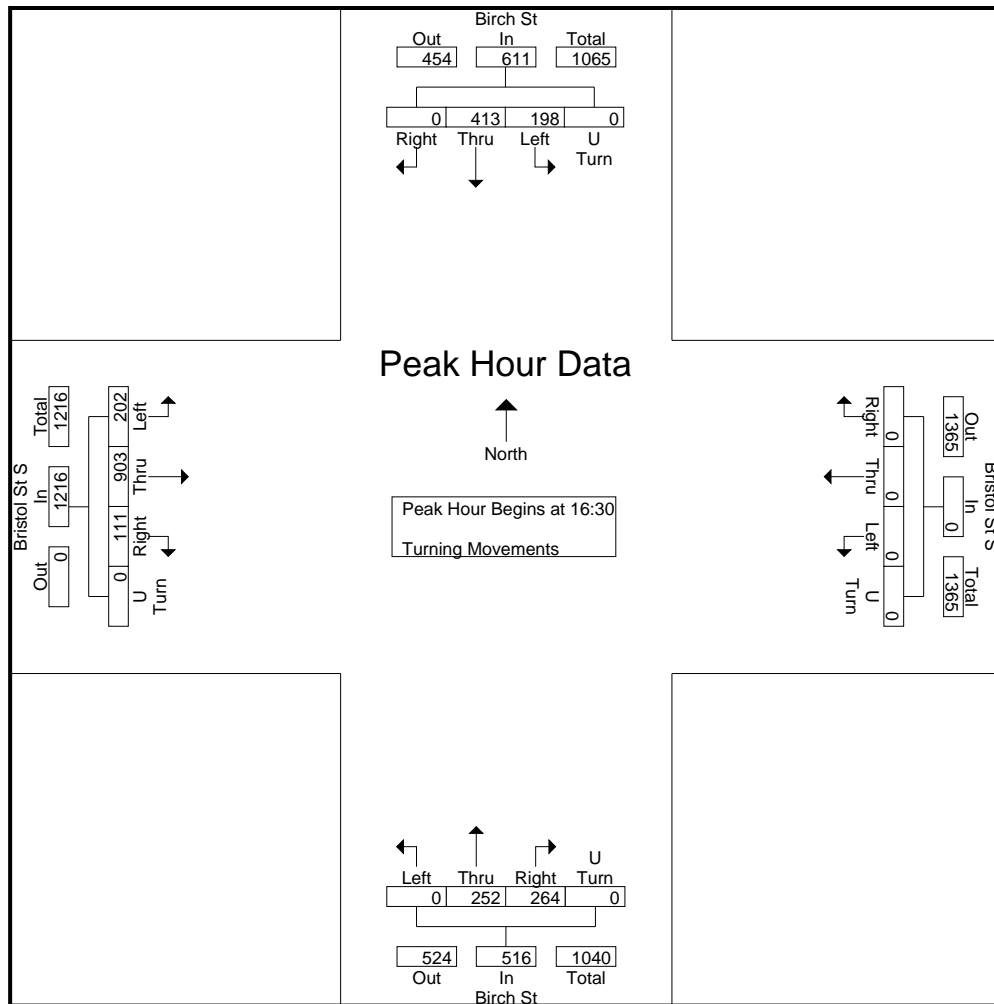 Birch St
Out In Total
454 611 1065
0 413 198 0
Right Thru Left U
Turn
Peak Hour Data
North
Peak Hour Begins at 16:30
Turning Movements
Bristol St S
Out In Total
0 1216 1216
202 903 111 0
Left Thru Right U
Turn
Bristol St S
Out In Total
1365 0 1365
0 0 0 0
Right Thru Left U
Turn
U
Left Thru Right Turn
0 252 264 0
524 516 1040
Out In Total
Birch St